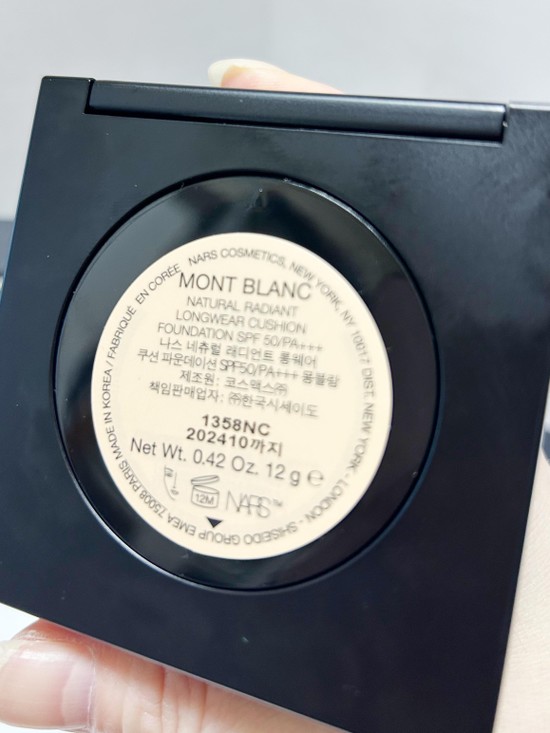 NARS COSMETICS, NEW YORK, NY 10017 DIST. NEW YORK - LONDON - SHISEIDO GROUP EMEA 75008 PARIS MADE IN KOREA / FABRIQUÉ EN CORÉE
MONT BLANC
NATURAL RADIANT
LONGWEAR CUSHION
FOUNDATION SPF 50/PA+++
나스 네츄럴 래디언트 롱웨어
쿠션 파운데이션 SPF50/PA+++ 몽블랑
제조원: 코스맥스㈜
책임판매업자: ㈜한국시세이도
1358NC
202410까지
Net Wt. 0.42 Oz. 12 g ℮
12M
NARS™